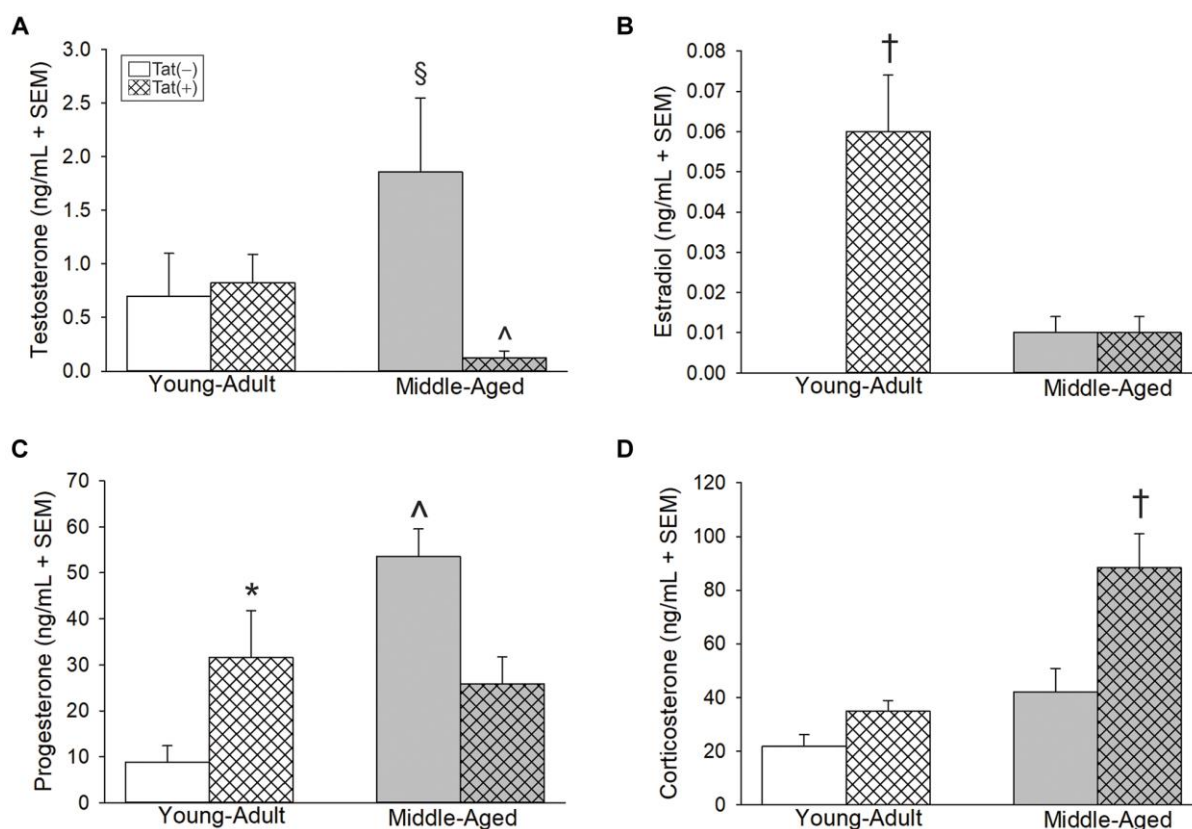 A
Testosterone (ng/mL + SEM)
3.0
2.5
2.0
1.5
1.0
0.5
0.0
Tat(−)
Tat(+)
§
^
Young-Adult
Middle-Aged
B
Estradiol (ng/mL + SEM)
0.08
0.07
0.06
0.05
0.04
0.03
0.02
0.01
0.00
†
Young-Adult
Middle-Aged
C
Progesterone (ng/mL + SEM)
70
60
50
40
30
20
10
0
*
^
Young-Adult
Middle-Aged
D
Corticosterone (ng/mL + SEM)
120
100
80
60
40
20
0
†
Young-Adult
Middle-Aged